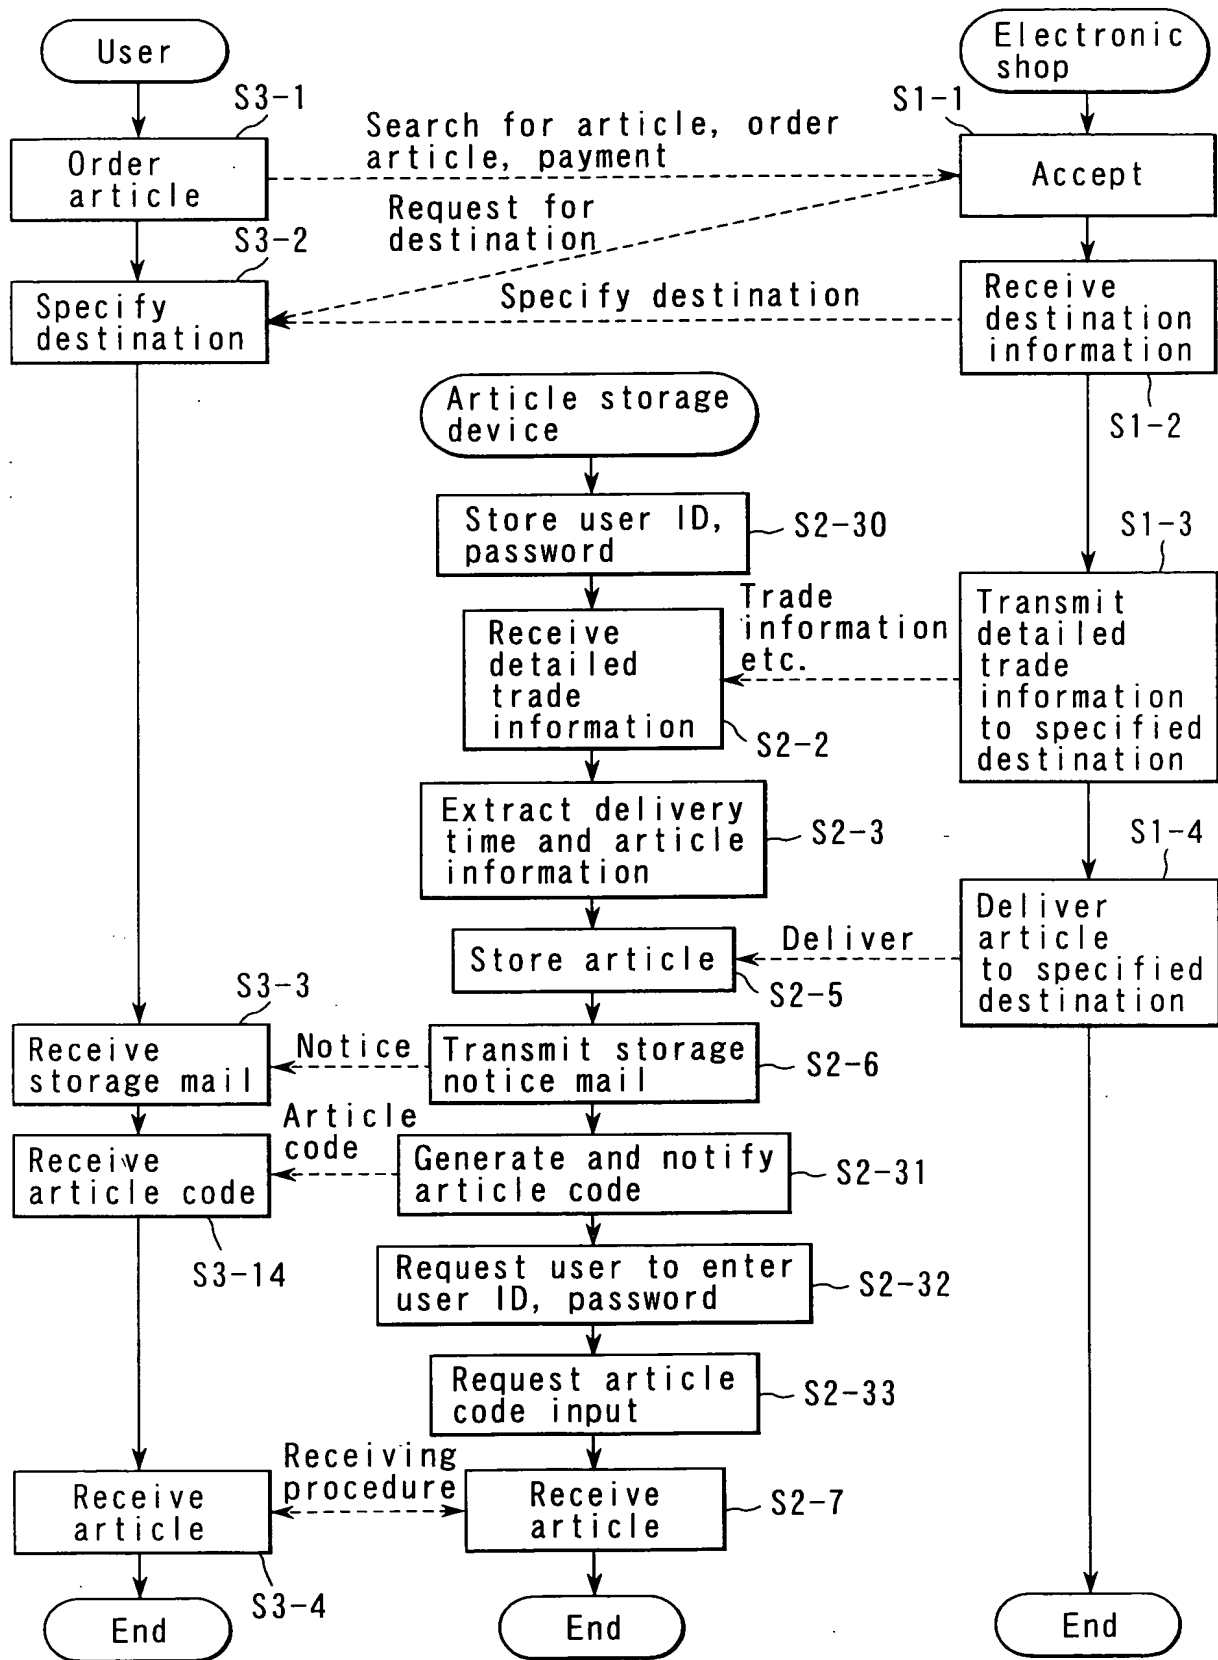 User
Electronic
shop
S3-1
S1-1
Search for article, order
article, payment
Order
article
Accept
Request for
destination
S3-2
Specify
destination
Specify destination
Receive
destination
information
S1-2
Article storage
device
Store user ID,
password
S2-30
S1-3
Trade
information
etc.
Receive
detailed
trade
information
S2-2
Transmit
detailed
trade
information
to specified
destination
Extract delivery
time and article
information
S2-3
S1-4
Deliver
article
to specified
destination
Deliver
Store article
S2-5
S3-3
Receive
storage mail
Notice
Transmit storage
notice mail
S2-6
Article
code
Receive
article code
Generate and notify
article code
S2-31
S3-14
Request user to enter
user ID, password
S2-32
Request article
code input
S2-33
Receiving
procedure
Receive
article
Receive
article
S2-7
S3-4
End
End
End